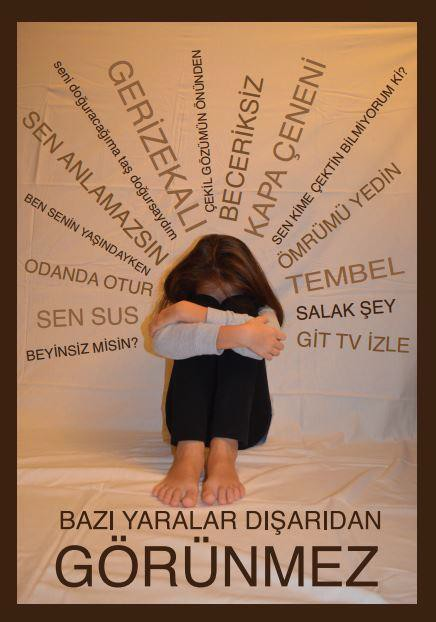 BEYİNSİZ MİSİN?
SEN SUS
ODANDA OTUR
BEN SENİN YAŞINDAYKEN
SEN ANLAMAZSIN
seni doğuracağıma taş doğursaydım
GERİZEKALI
ÇEKİL GÖZÜMÜN ÖNÜNDEN
BECERİKSİZ
KAPA ÇENENİ
SEN KİME ÇEKTİN BİLMİYORUM Kİ?
ÖMRÜMÜ YEDİN
TEMBEL
SALAK ŞEY
GİT TV İZLE
BAZI YARALAR DIŞARIDAN
GÖRÜNMEZ